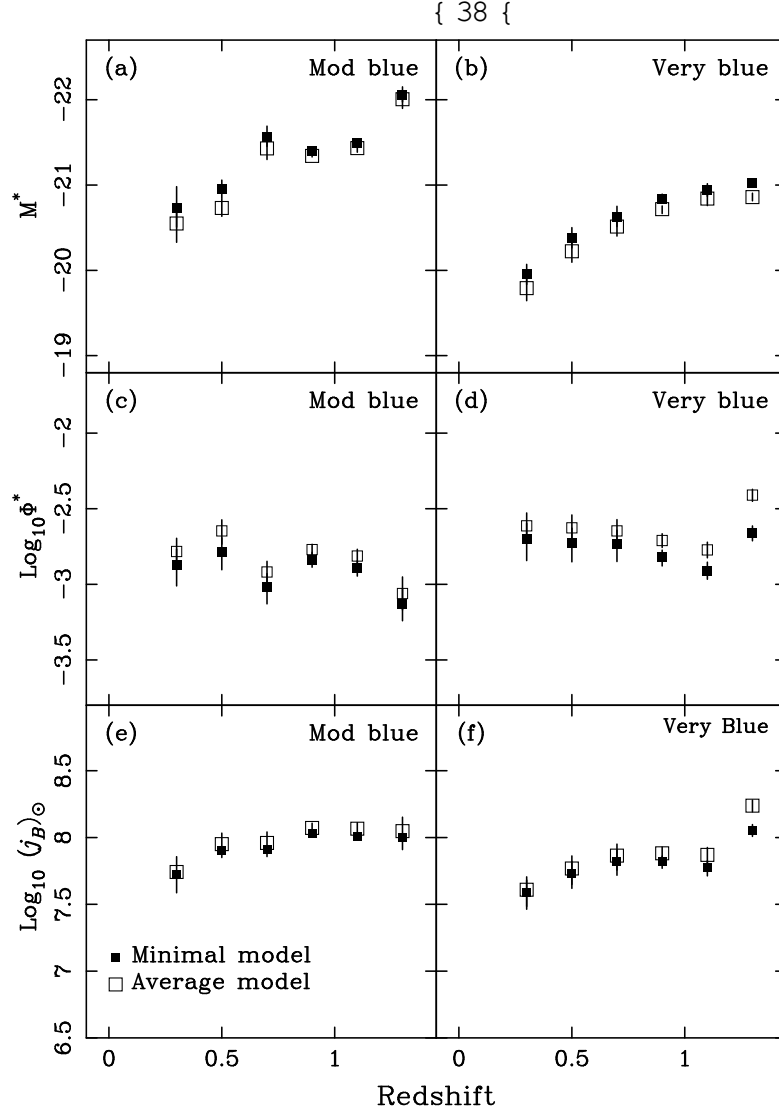 { 38 {
(a) Mod blue
(b) Very blue
M*
-22
-21
-20
-19
(c) Mod blue
(d) Very blue
Log₁₀Φ*
-2
-2.5
-3
-3.5
(e) Mod blue
(f) Very Blue
Log₁₀ (j_B)⊙
8.5
8
7.5
7
6.5
Minimal model
Average model
0 0.5 1 0 0.5 1
Redshift